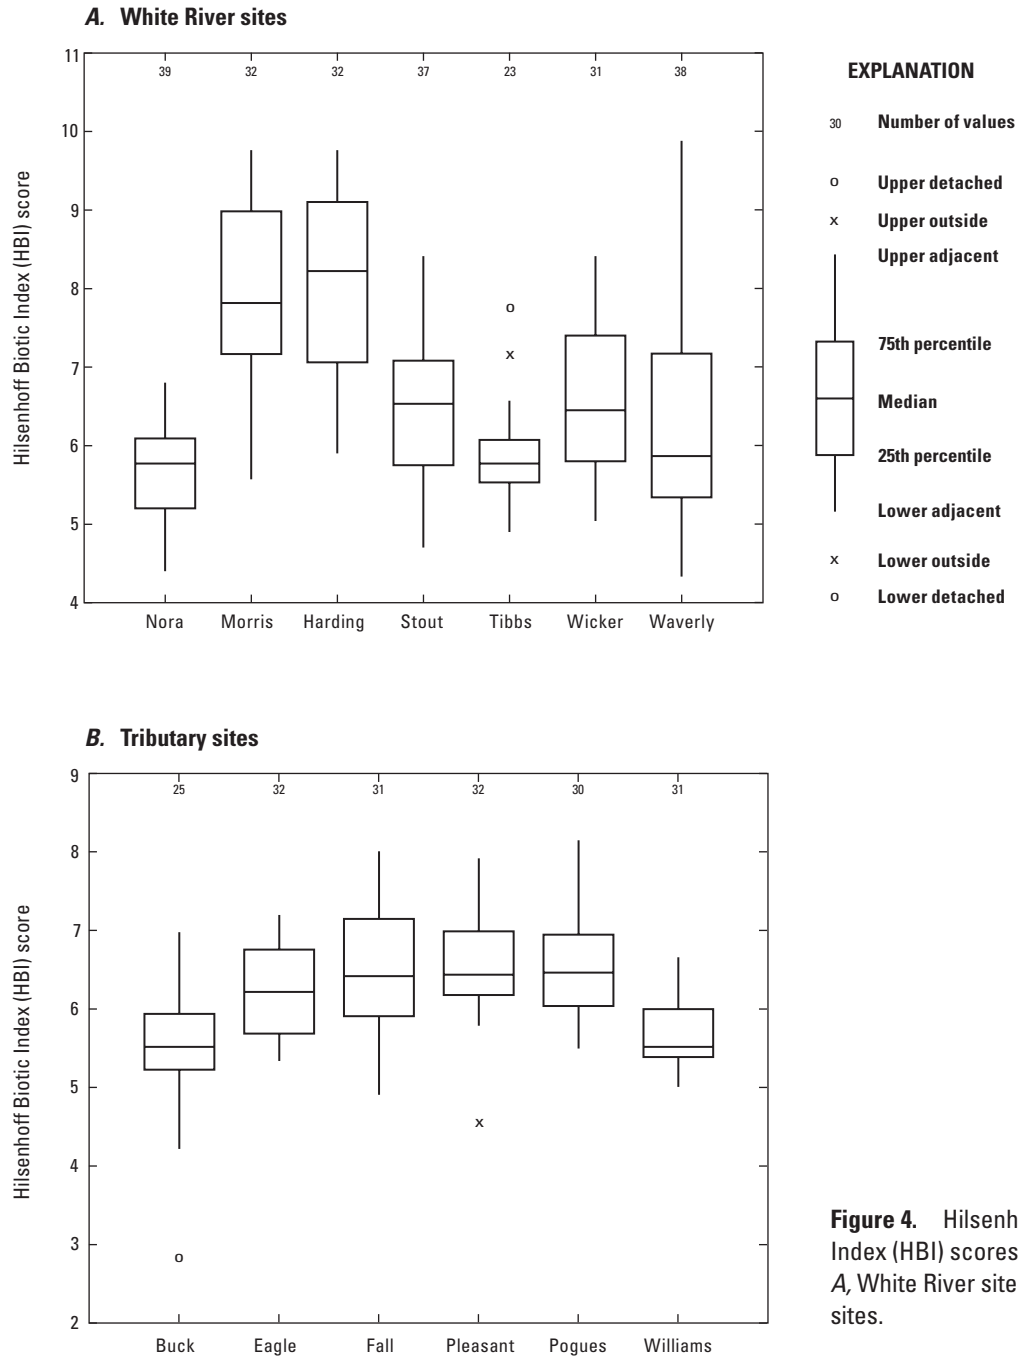 A. White River sites
11
10
9
8
7
6
5
4
Hilsenhoff Biotic Index (HBI) score
39 32 32 37 23 31 38
o
x
Nora Morris Harding Stout Tibbs Wicker Waverly
EXPLANATION
30 Number of values
o Upper detached
x Upper outside
Upper adjacent
75th percentile
Median
25th percentile
Lower adjacent
x Lower outside
o Lower detached
B. Tributary sites
9
8
7
6
5
4
3
2
Hilsenhoff Biotic Index (HBI) score
25 32 31 32 30 31
x
o
Buck Eagle Fall Pleasant Pogues Williams
Figure 4. Hilsenh
Index (HBI) scores
A, White River site
sites.